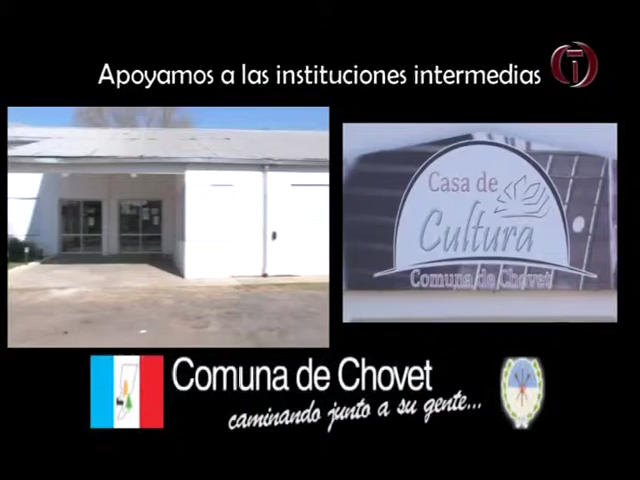 Apoyamos a las instituciones intermedias
Casa de
Cultura
Comuna de Chovet
Comuna de Chovet
caminando junto a su gente...